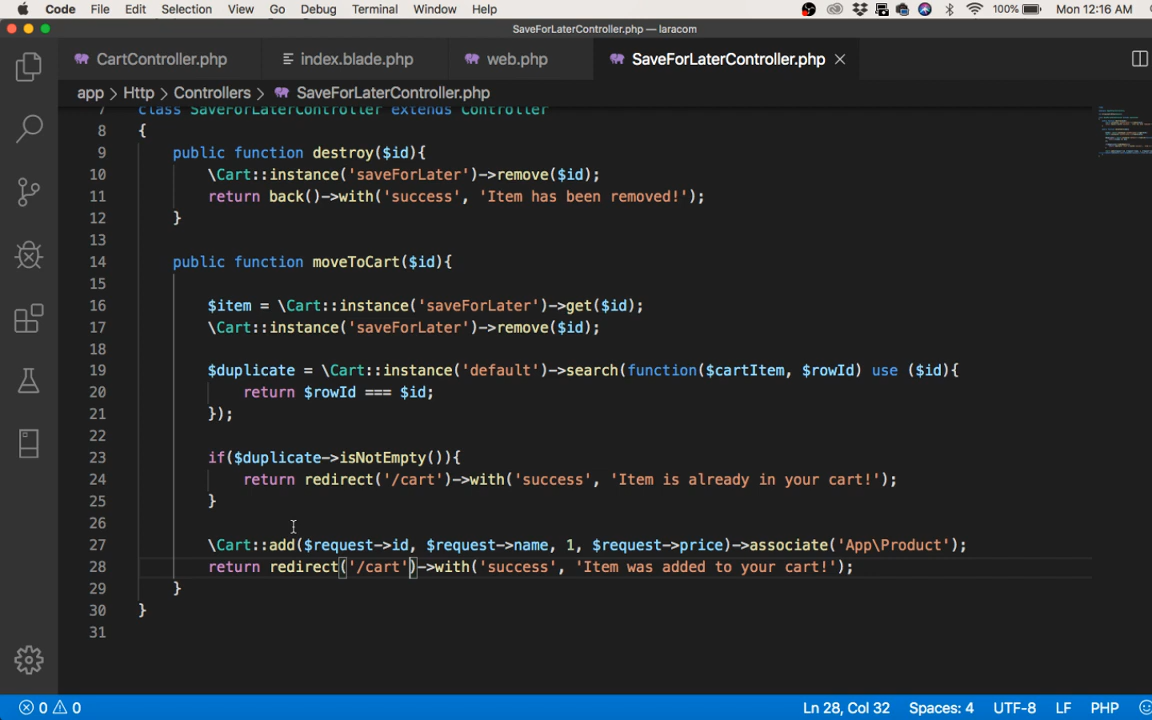 Code File Edit Selection View Go Debug Terminal Window Help 100% Mon 12:16 AM
SaveForLaterController.php — laracom
CartController.php index.blade.php web.php SaveForLaterController.php
app > Http > Controllers > SaveForLaterController.php
7 class SaveForLaterController extends Controller
8 {
9 public function destroy($id){
10 \Cart::instance('saveForLater')->remove($id);
11 return back()->with('success', 'Item has been removed!');
12 }
13
14 public function moveToCart($id){
15
16 $item = \Cart::instance('saveForLater')->get($id);
17 \Cart::instance('saveForLater')->remove($id);
18
19 $duplicate = \Cart::instance('default')->search(function($cartItem, $rowId) use ($id){
20 return $rowId === $id;
21 });
22
23 if($duplicate->isNotEmpty()){
24 return redirect('/cart')->with('success', 'Item is already in your cart!');
25 }
26
27 \Cart::add($request->id, $request->name, 1, $request->price)->associate('App\Product');
28 return redirect('/cart')->with('success', 'Item was added to your cart!');
29 }
30 }
31
0 0 Ln 28, Col 32 Spaces: 4 UTF-8 LF PHP